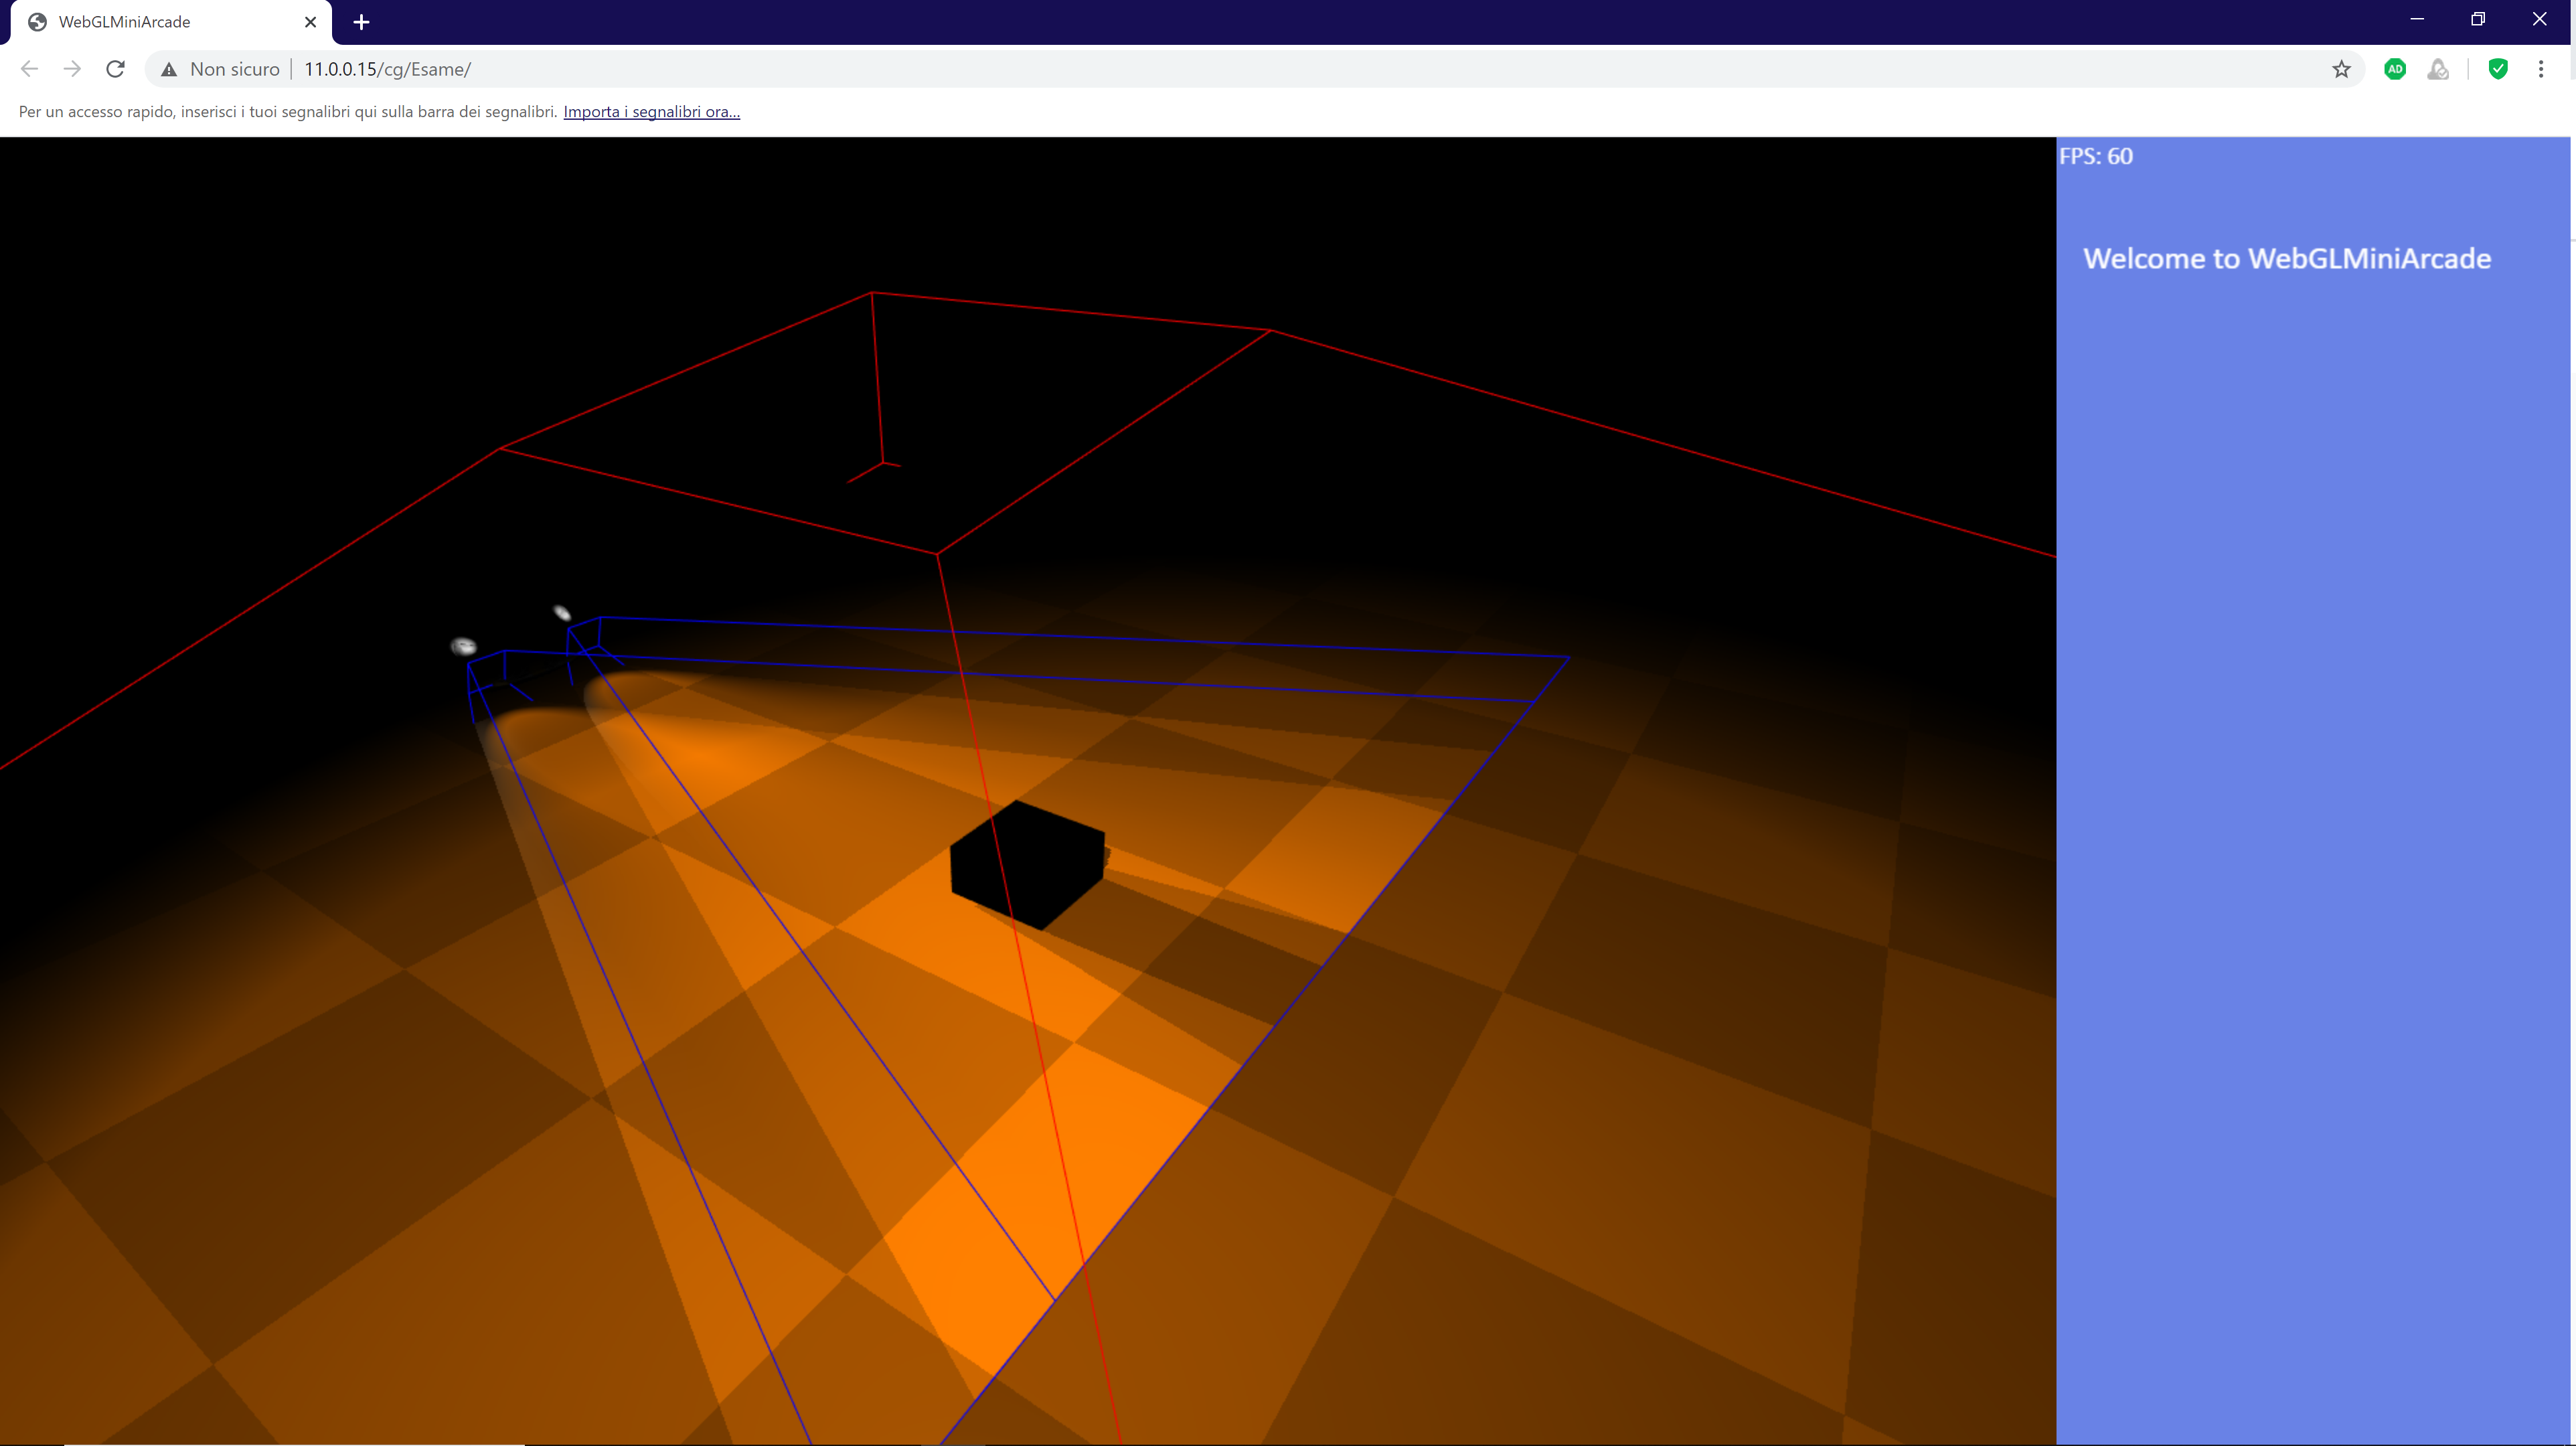 WebGLMiniArcade
Non sicuro | 11.0.0.15/cg/Esame/
AD
Per un accesso rapido, inserisci i tuoi segnalibri qui sulla barra dei segnalibri. Importa i segnalibri ora...
FPS: 60
Welcome to WebGLMiniArcade